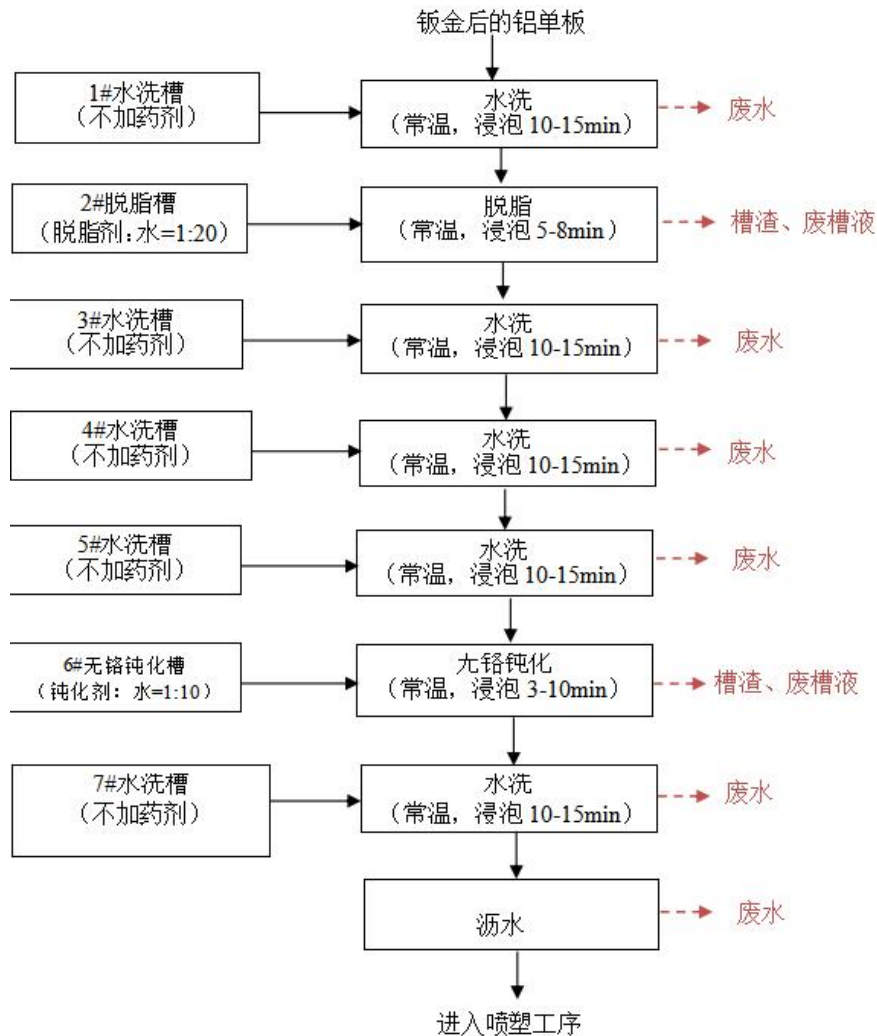 钣金后的铝单板
1#水洗槽
（不加药剂）
水洗
（常温，浸泡 10-15min）
废水
2#脱脂槽
（脱脂剂：水=1:20）
脱脂
（常温，浸泡 5-8min）
槽渣、废槽液
3#水洗槽
（不加药剂）
水洗
（常温，浸泡 10-15min）
废水
4#水洗槽
（不加药剂）
水洗
（常温，浸泡 10-15min）
废水
5#水洗槽
（不加药剂）
水洗
（常温，浸泡 10-15min）
废水
6#无铬钝化槽
（钝化剂：水=1:10）
无铬钝化
（常温，浸泡 3-10min）
槽渣、废槽液
7#水洗槽
（不加药剂）
水洗
（常温，浸泡 10-15min）
废水
沥水
废水
进入喷塑工序